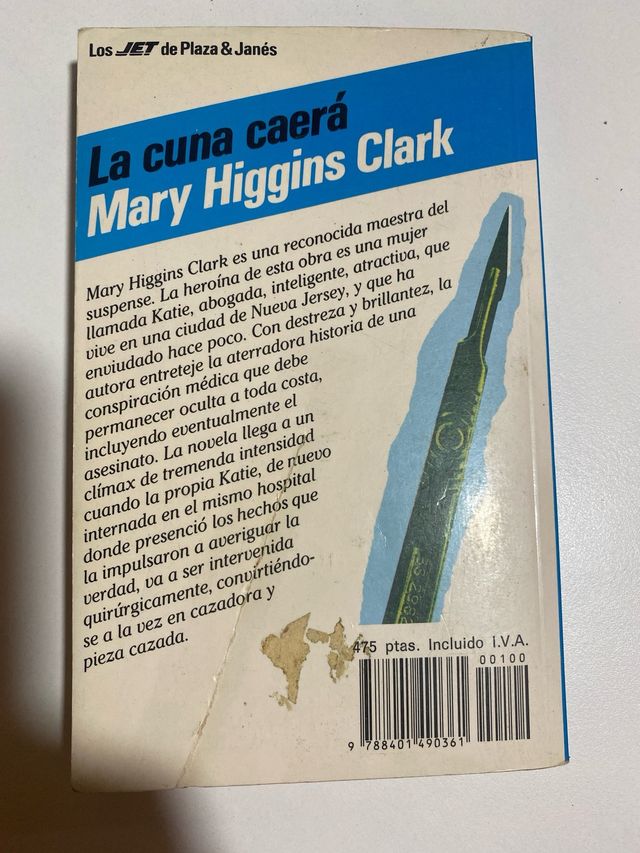 Los JET de Plaza & Janés
La cuna caerá
Mary Higgins Clark
Mary Higgins Clark es una reconocida maestra del
suspense. La heroína de esta obra es una mujer
llamada Katie, abogada, inteligente, atractiva, que
vive en una ciudad de Nueva Jersey, y que ha
enviudado hace poco. Con destreza y brillantez, la
autora entreteje la aterradora historia de una
conspiración médica que debe
permanecer oculta a toda costa,
incluyendo eventualmente el
asesinato. La novela llega a un
clímax de tremenda intensidad
cuando la propia Katie, de nuevo
internada en el mismo hospital
donde presenció los hechos que
la impulsaron a averiguar la
verdad, va a ser intervenida
quirúrgicamente, convirtiéndo-
se a la vez en cazadora y
pieza cazada.
475 ptas. Incluido I.V.A.
00100
9 788401 490361